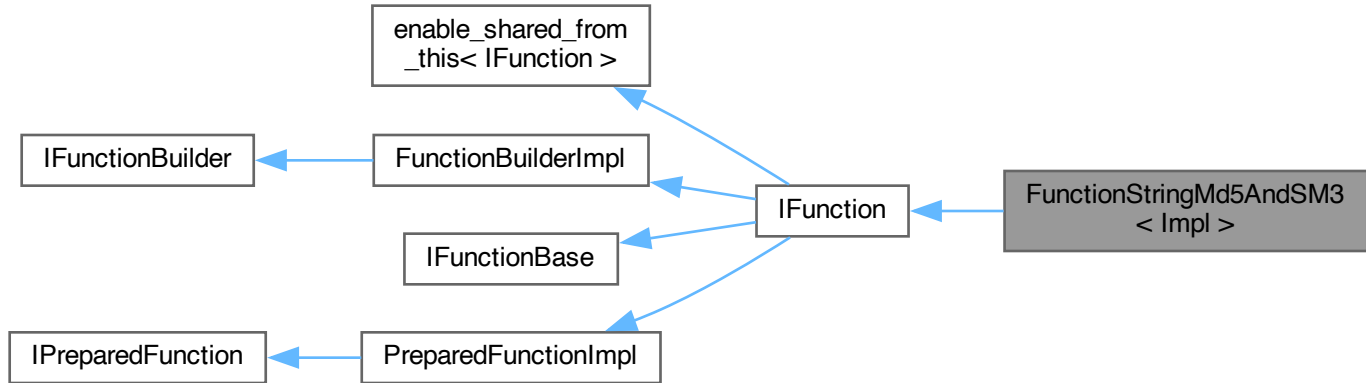 enable_shared_from
_this< IFunction >
IFunctionBuilder
FunctionBuilderImpl
IFunction
FunctionStringMd5AndSM3
< Impl >
IFunctionBase
IPreparedFunction
PreparedFunctionImpl